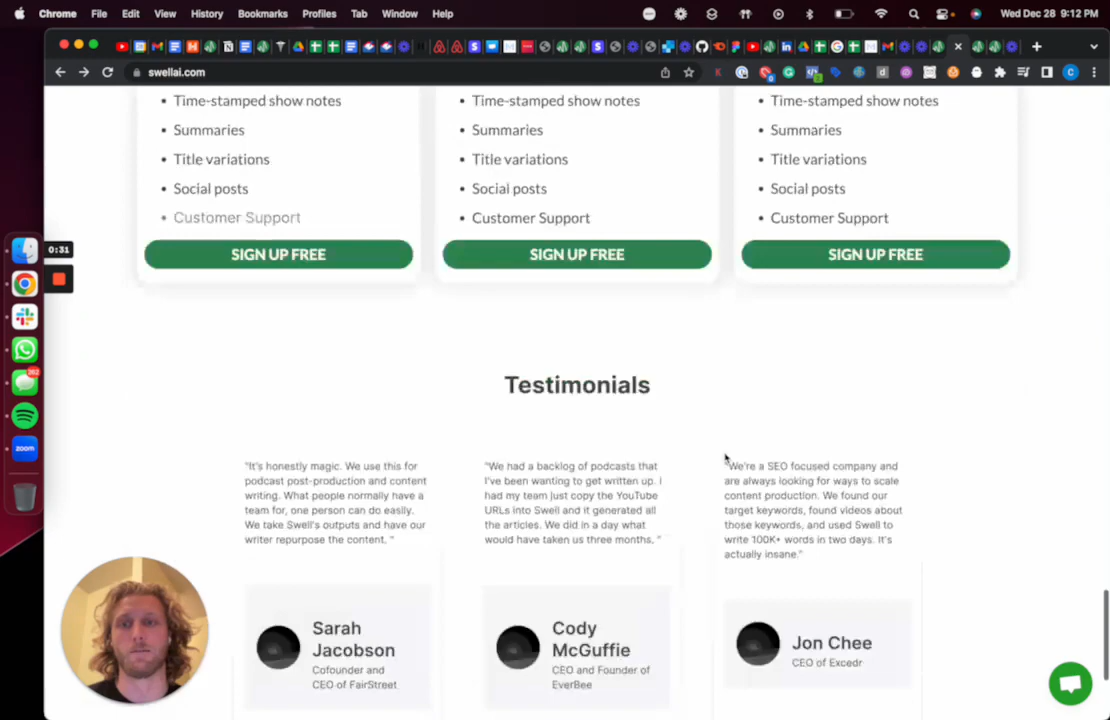 Chrome File Edit View History Bookmarks Profiles Tab Window Help Wed Dec 28 9:12 PM
swellai.com
Time-stamped show notes
Summaries
Title variations
Social posts
Customer Support
SIGN UP FREE
Time-stamped show notes
Summaries
Title variations
Social posts
Customer Support
SIGN UP FREE
Time-stamped show notes
Summaries
Title variations
Social posts
Customer Support
SIGN UP FREE
0:31
Testimonials
"It's honestly magic. We use this for
podcast post-production and content
writing. What people normally have a
team for, one person can do easily.
We take Swell's outputs and have our
writer repurpose the content. "
Sarah
Jacobson
Cofounder and
CEO of FairStreet
"We had a backlog of podcasts that
I've been wanting to get written up. I
had my team just copy the YouTube
URLs into Swell and it generated all
the articles. We did in a day what
would have taken us three months. "
Cody
McGuffie
CEO and Founder of
EverBee
"We're a SEO focused company and
are always looking for ways to scale
content production. We found our
target keywords, found videos about
those keywords, and used Swell to
write 100K+ words in two days. It's
actually insane."
Jon Chee
CEO of Excedr
zoom